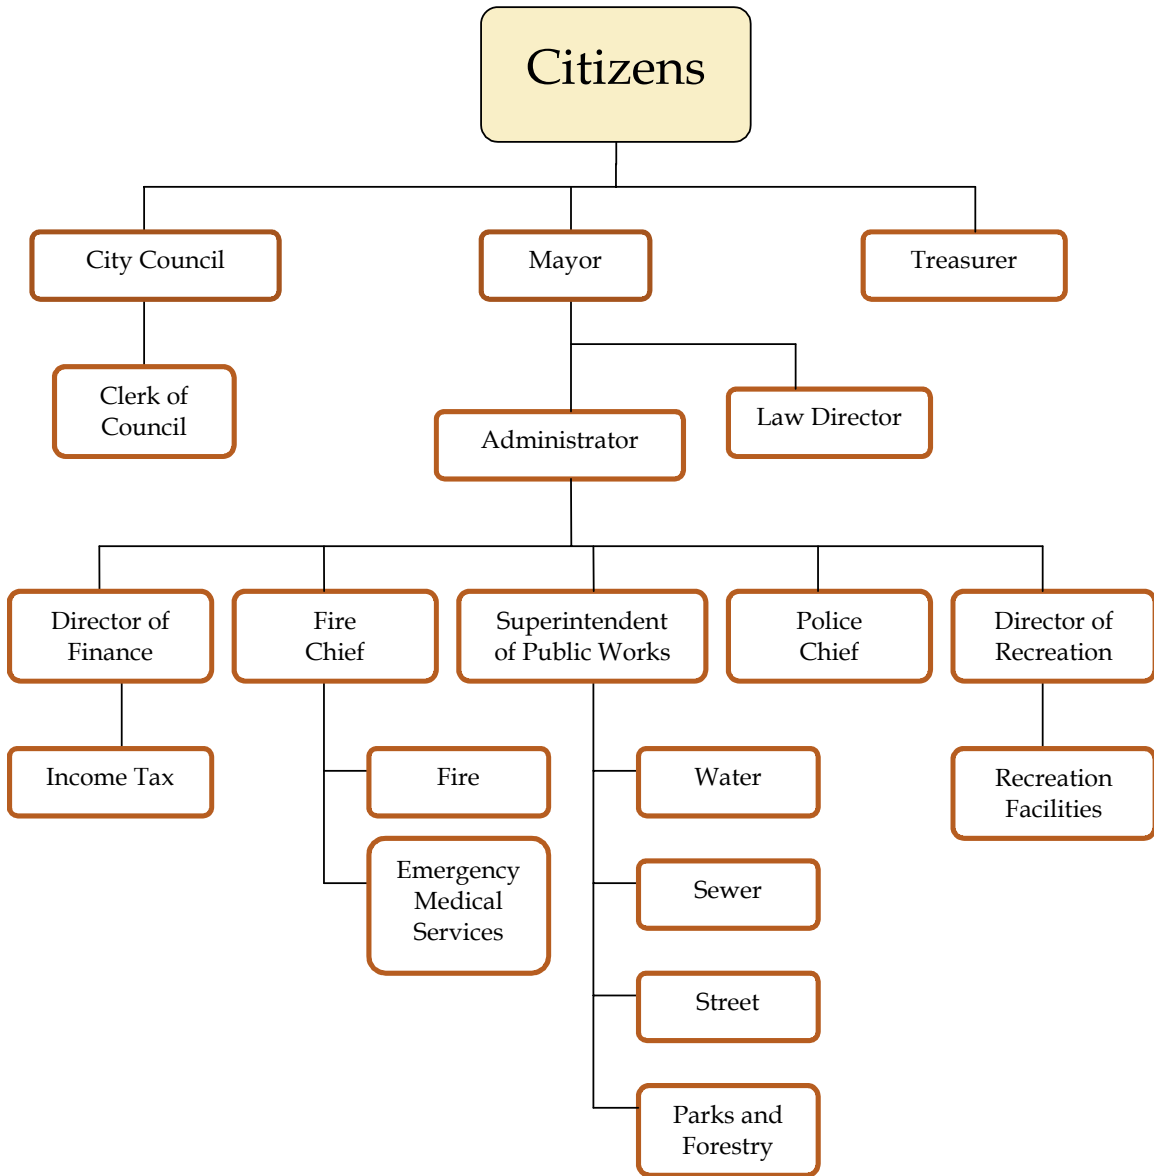 Citizens
City Council
Mayor
Treasurer
Clerk of
Council
Administrator
Law Director
Director of
Finance
Fire
Chief
Superintendent
of Public Works
Police
Chief
Director of
Recreation
Income Tax
Fire
Water
Recreation
Facilities
Emergency
Medical
Services
Sewer
Street
Parks and
Forestry